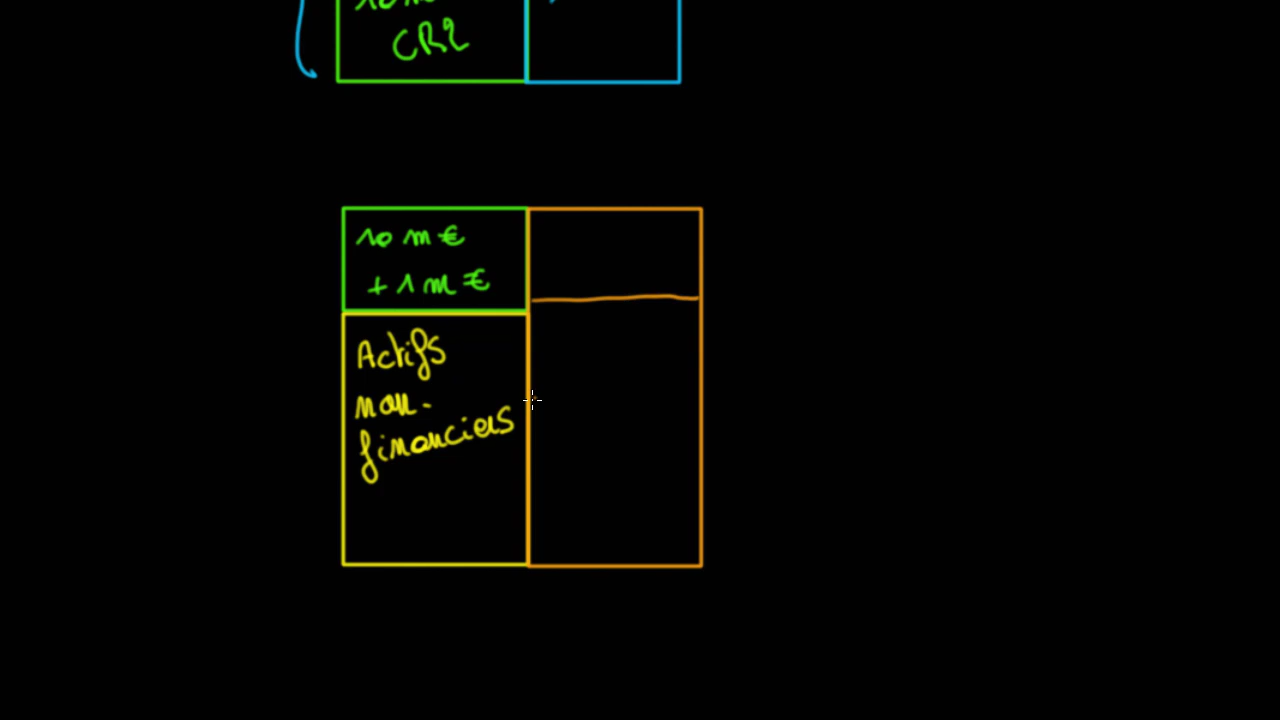 CR2
10 m €
+ 1 m €
Actifs
non-
financiers